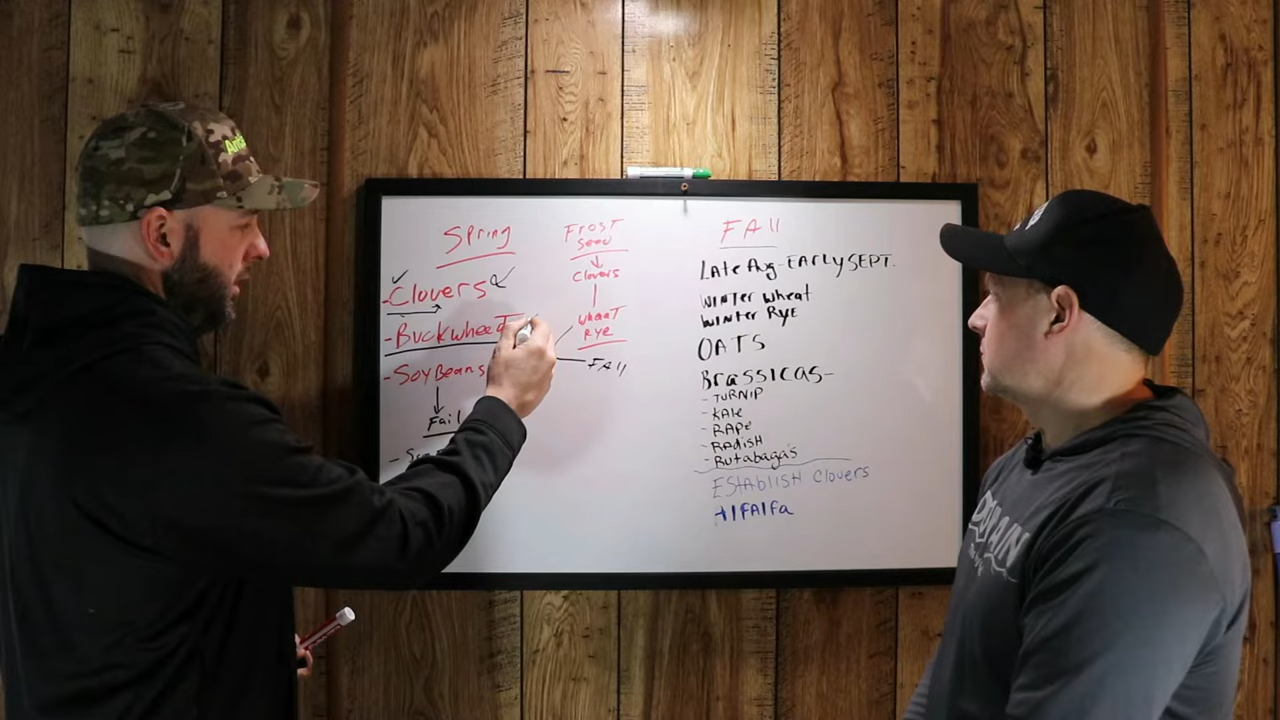 Spring
-Clovers
-Buckwheat
-Soybeans
Fail
Frost
seed
Clovers
wheat
Rye
FAll
FAll
Late Aug-EARlY SEPT.
WINTER wheat
WINTER RyE
OATS
Brassicas-
-TURNIP
-KAle
-RAPe
-RADisH
-Rutabaga's
ESTAblisH Clovers
AlFAlFa